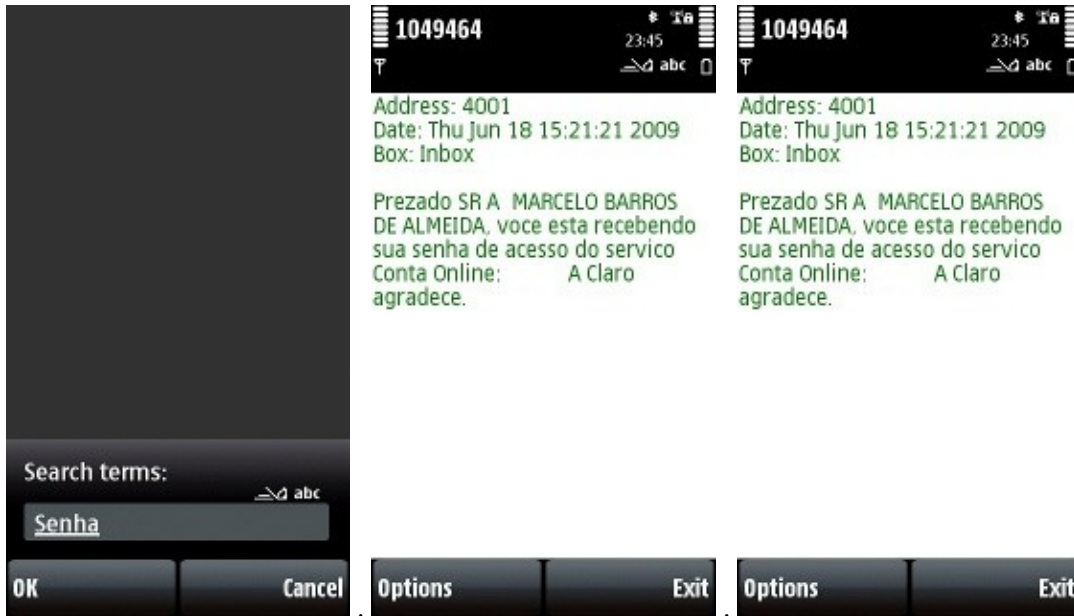 Search terms:
abc
Senha
OK Cancel
1049464
23:45
abc
Address: 4001
Date: Thu Jun 18 15:21:21 2009
Box: Inbox
Prezado SR A MARCELO BARROS
DE ALMEIDA, voce esta recebendo
sua senha de acesso do servico
Conta Online: A Claro
agradece.
Options Exit
1049464
23:45
abc
Address: 4001
Date: Thu Jun 18 15:21:21 2009
Box: Inbox
Prezado SR A MARCELO BARROS
DE ALMEIDA, voce esta recebendo
sua senha de acesso do servico
Conta Online: A Claro
agradece.
Options Exit